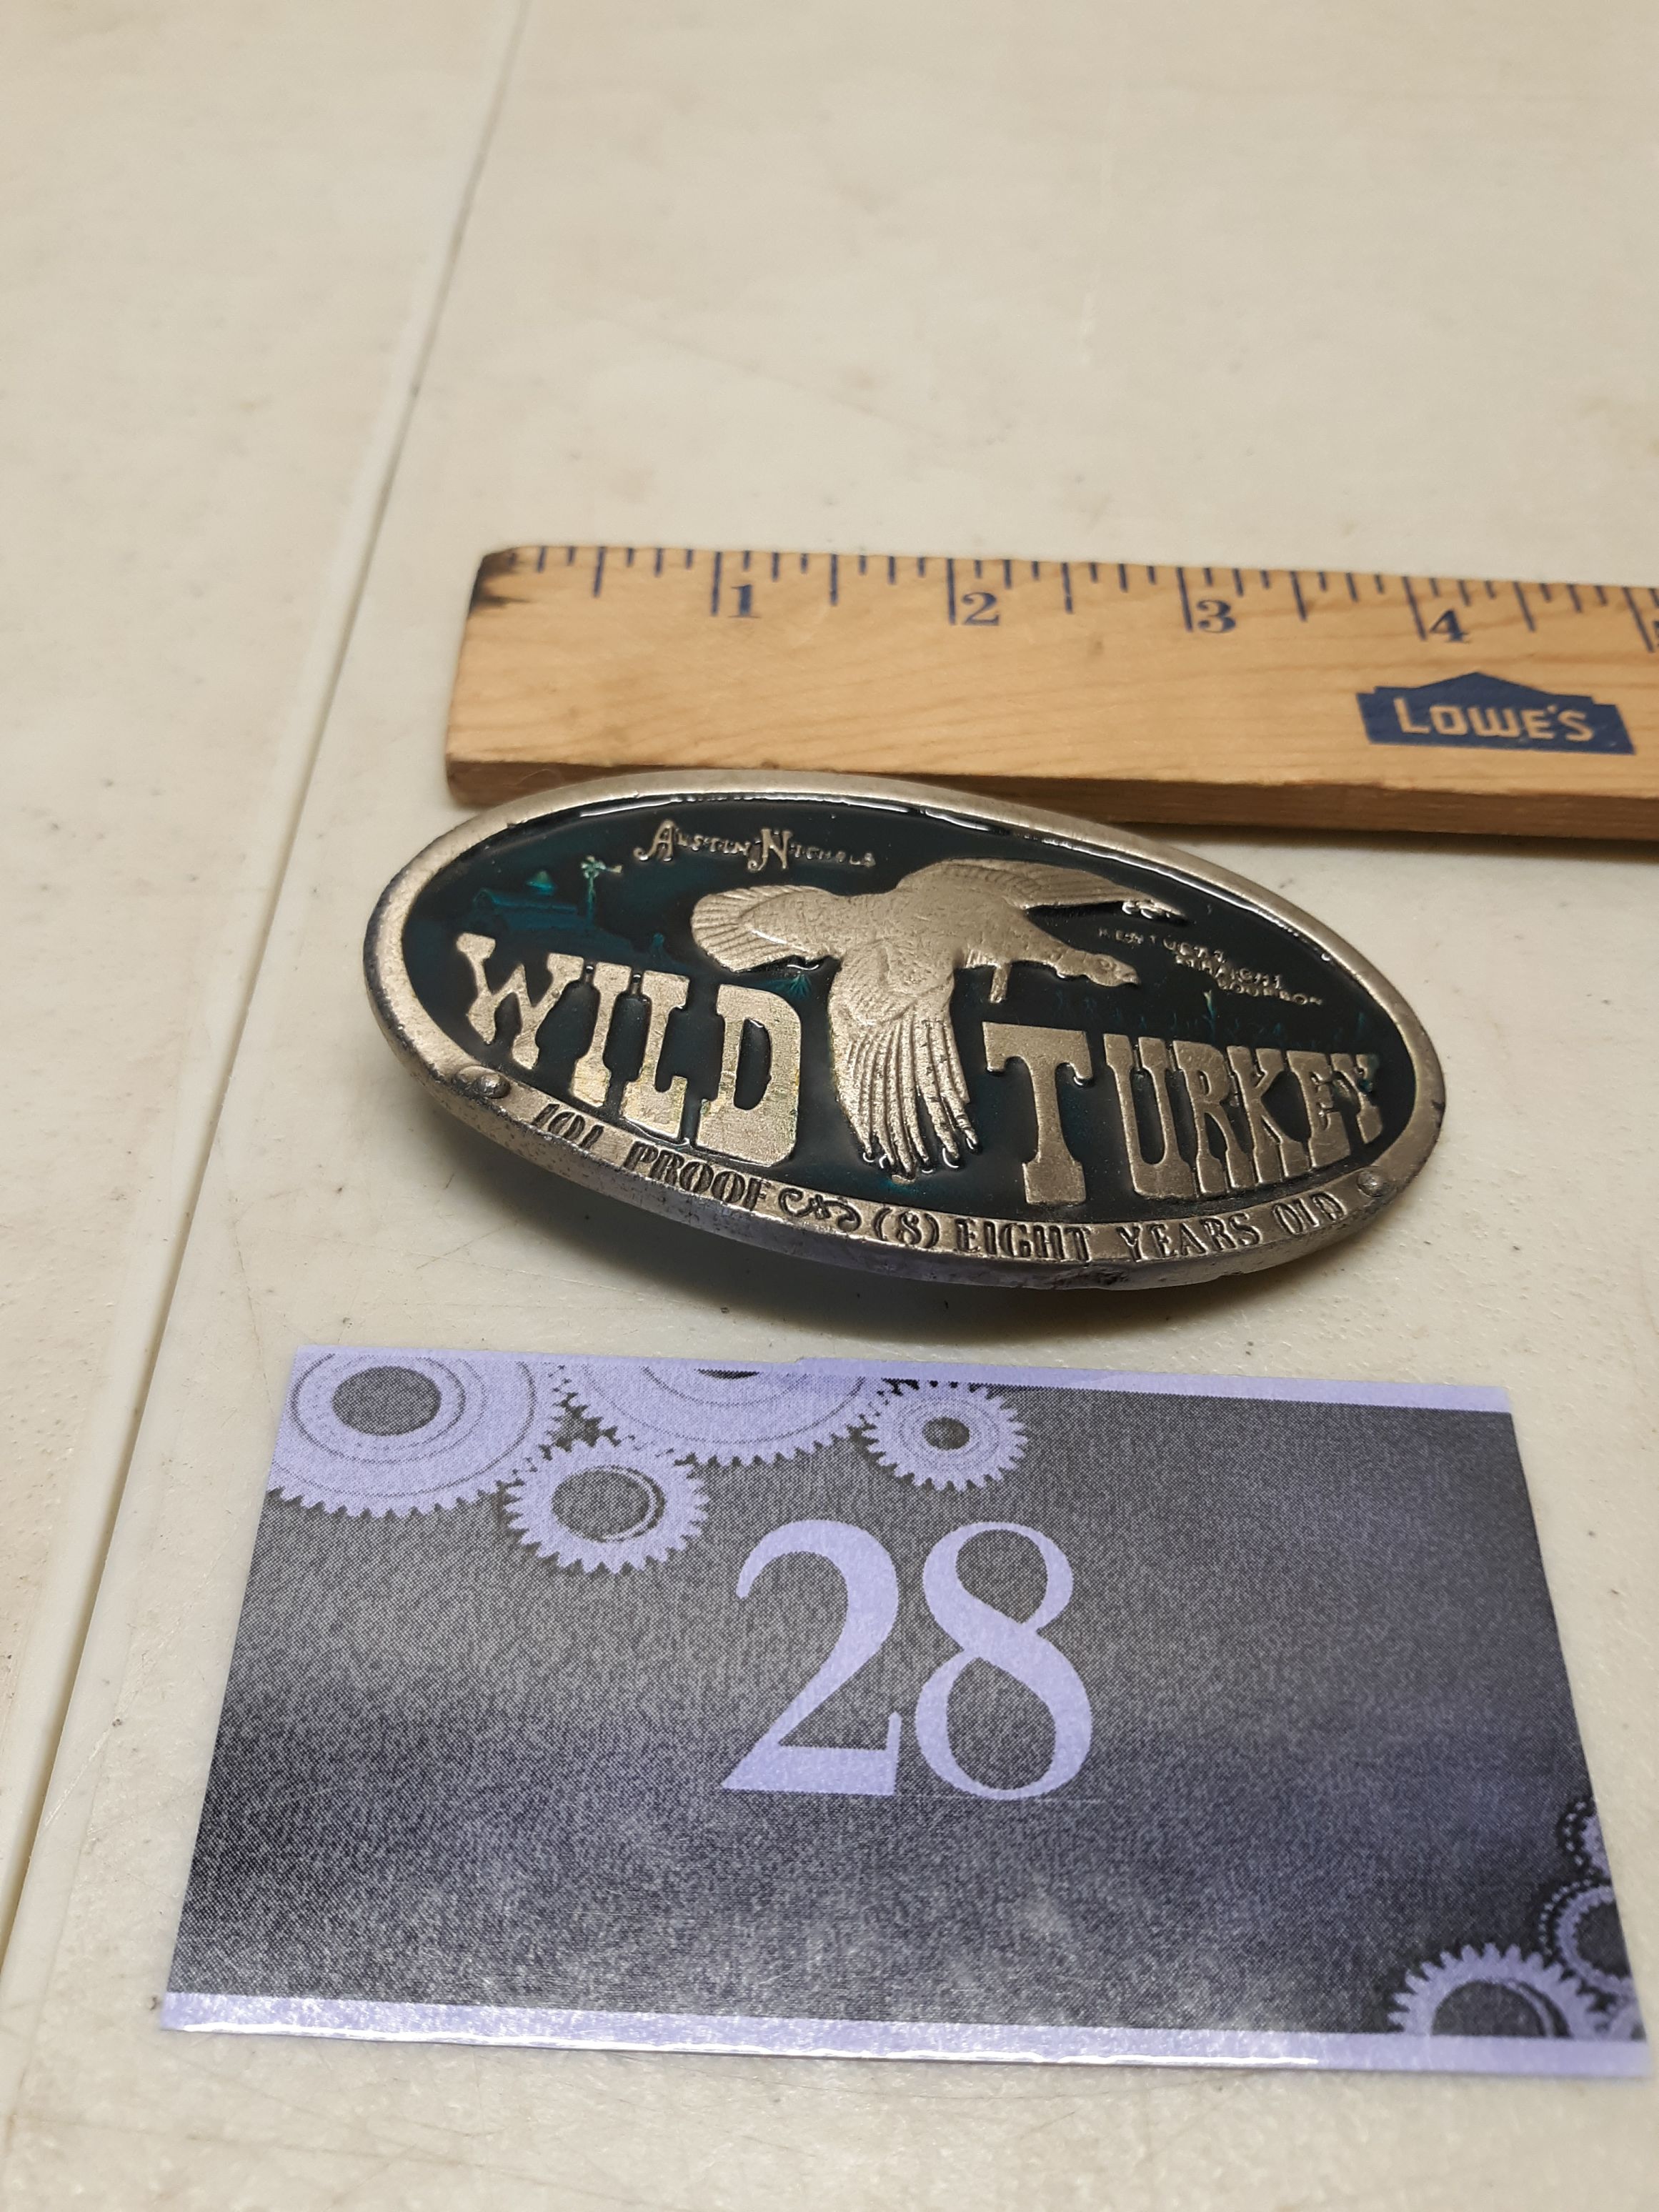 1 2 3 4
LOWE'S
AUSTIN NICHOLS
KENTUCKY
STRAIGHT
BOURBON
WILD TURKEY
101 PROOF (8) EIGHT YEARS OLD
28